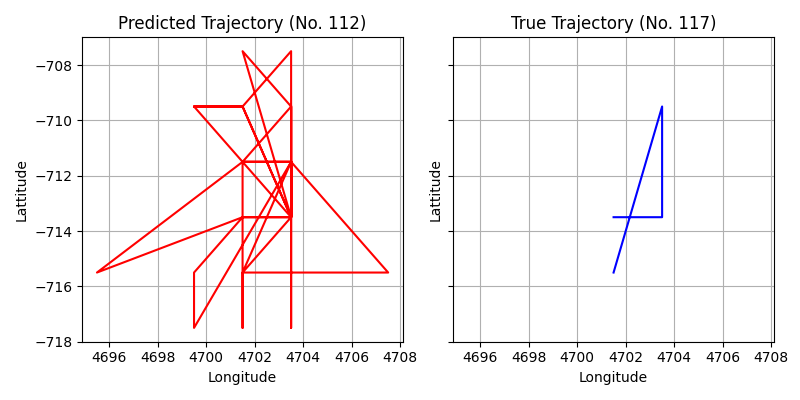 Predicted Trajectory (No. 112)
True Trajectory (No. 117)
−708
−710
−712
−714
−716
−718
Lattitude
Lattitude
4696 4698 4700 4702 4704 4706 4708
4696 4698 4700 4702 4704 4706 4708
Longitude
Longitude